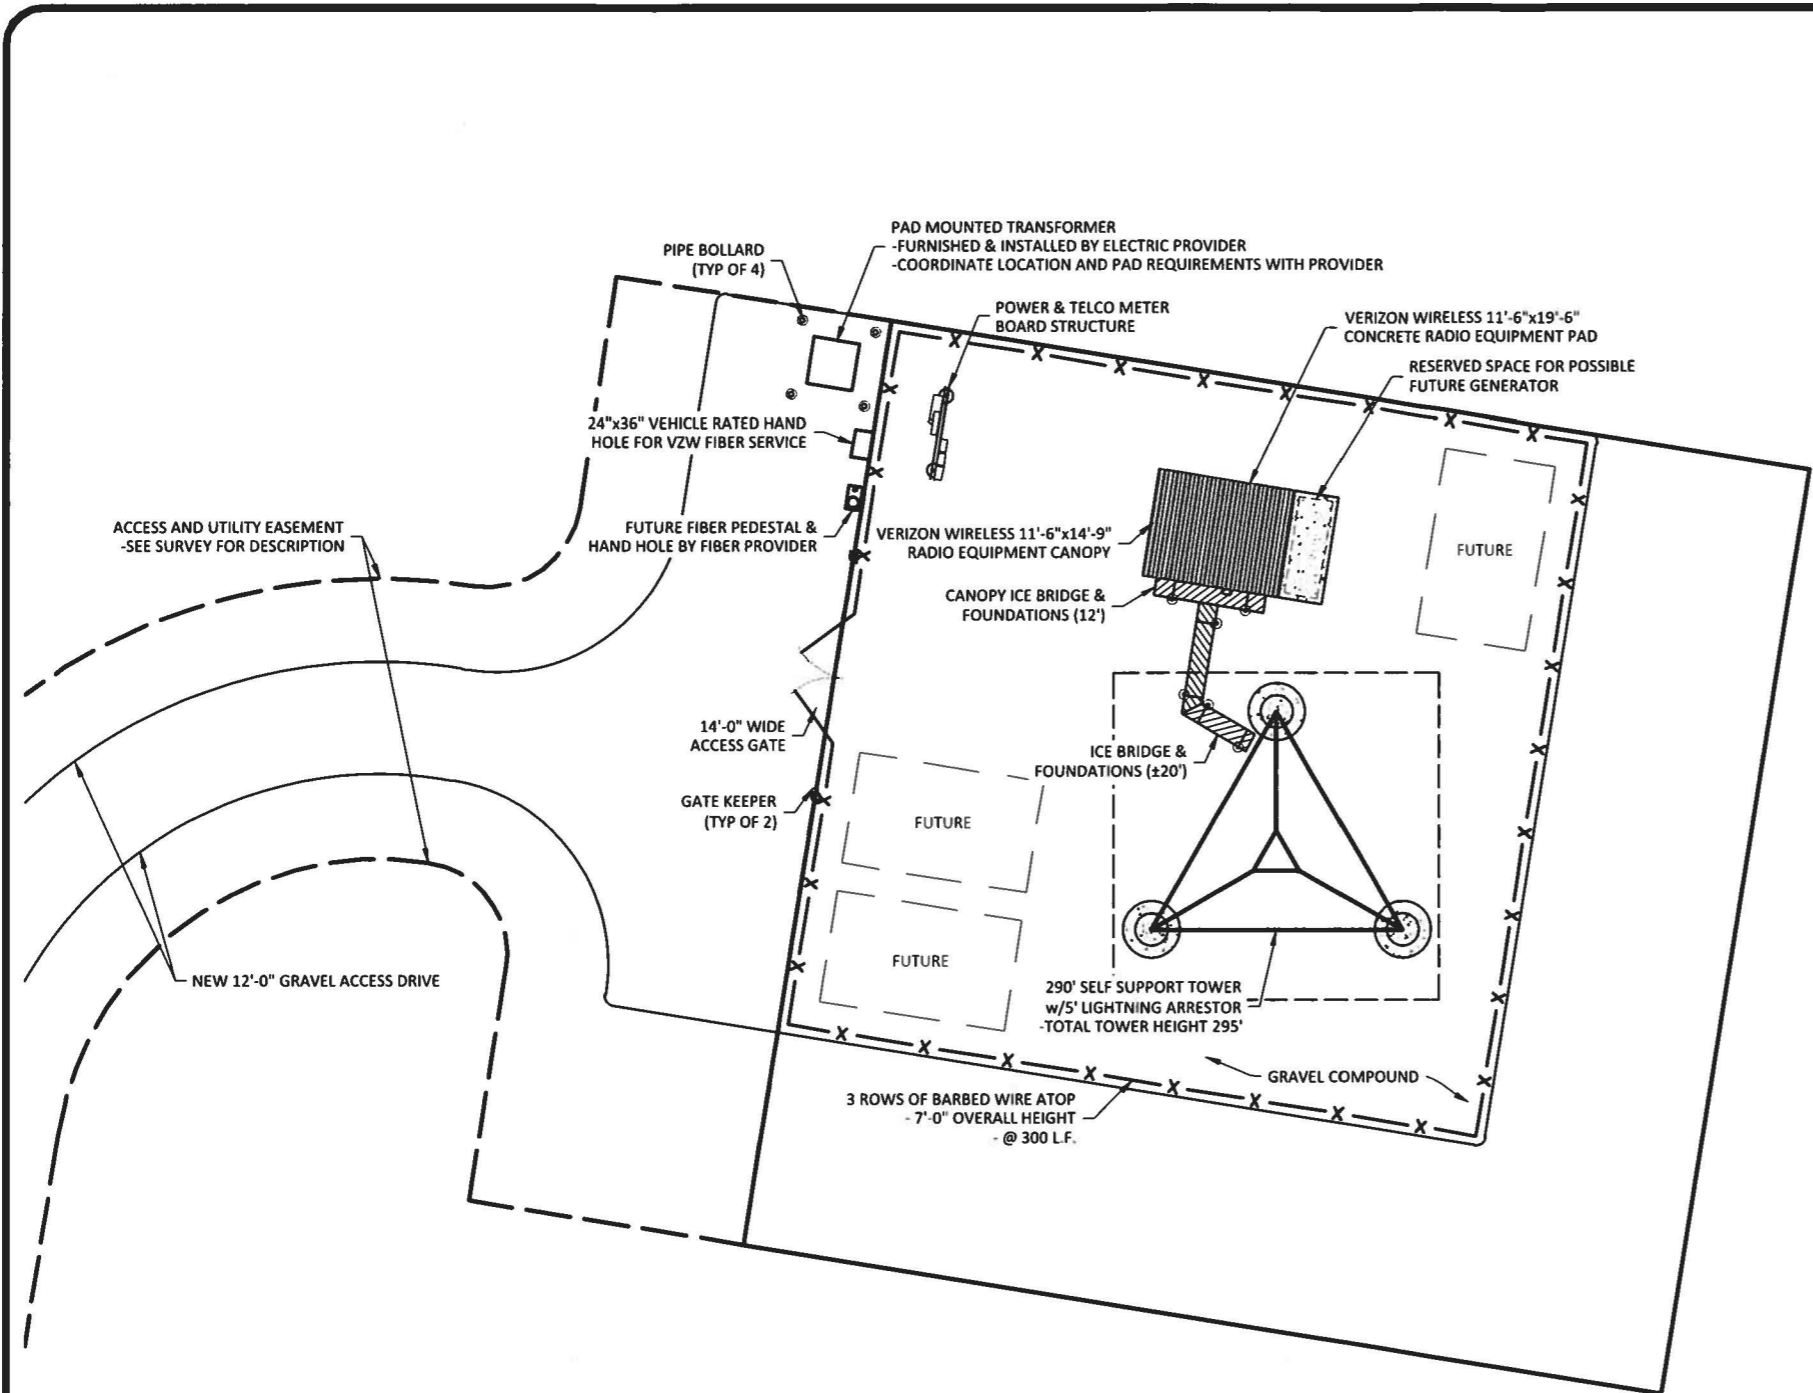 PAD MOUNTED TRANSFORMER
-FURNISHED & INSTALLED BY ELECTRIC PROVIDER
-COORDINATE LOCATION AND PAD REQUIREMENTS WITH PROVIDER
PIPE BOLLARD
(TYP OF 4)
POWER & TELCO METER
BOARD STRUCTURE
VERIZON WIRELESS 11'-6"x19'-6"
CONCRETE RADIO EQUIPMENT PAD
RESERVED SPACE FOR POSSIBLE
FUTURE GENERATOR
24"x36" VEHICLE RATED HAND
HOLE FOR VZW FIBER SERVICE
ACCESS AND UTILITY EASEMENT
-SEE SURVEY FOR DESCRIPTION
FUTURE FIBER PEDESTAL &
HAND HOLE BY FIBER PROVIDER
VERIZON WIRELESS 11'-6"x14'-9"
RADIO EQUIPMENT CANOPY
FUTURE
CANOPY ICE BRIDGE &
FOUNDATIONS (12')
14'-0" WIDE
ACCESS GATE
ICE BRIDGE &
FOUNDATIONS (±20')
GATE KEEPER
(TYP OF 2)
FUTURE
FUTURE
NEW 12'-0" GRAVEL ACCESS DRIVE
290' SELF SUPPORT TOWER
w/5' LIGHTNING ARRESTOR
-TOTAL TOWER HEIGHT 295'
GRAVEL COMPOUND
3 ROWS OF BARBED WIRE ATOP
- 7'-0" OVERALL HEIGHT
- @ 300 L.F.